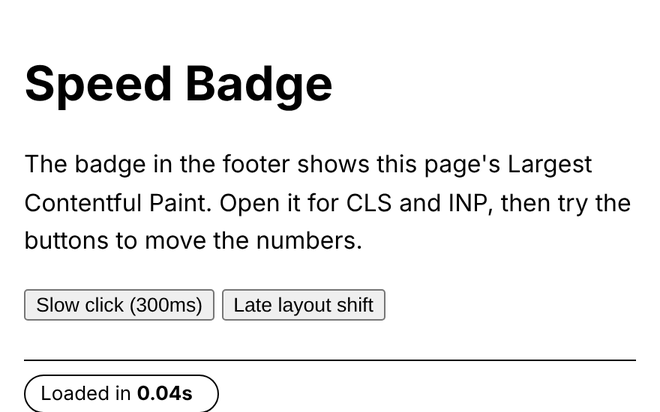 Speed Badge
The badge in the footer shows this page's Largest
Contentful Paint. Open it for CLS and INP, then try the
buttons to move the numbers.
Slow click (300ms) Late layout shift
Loaded in 0.04s